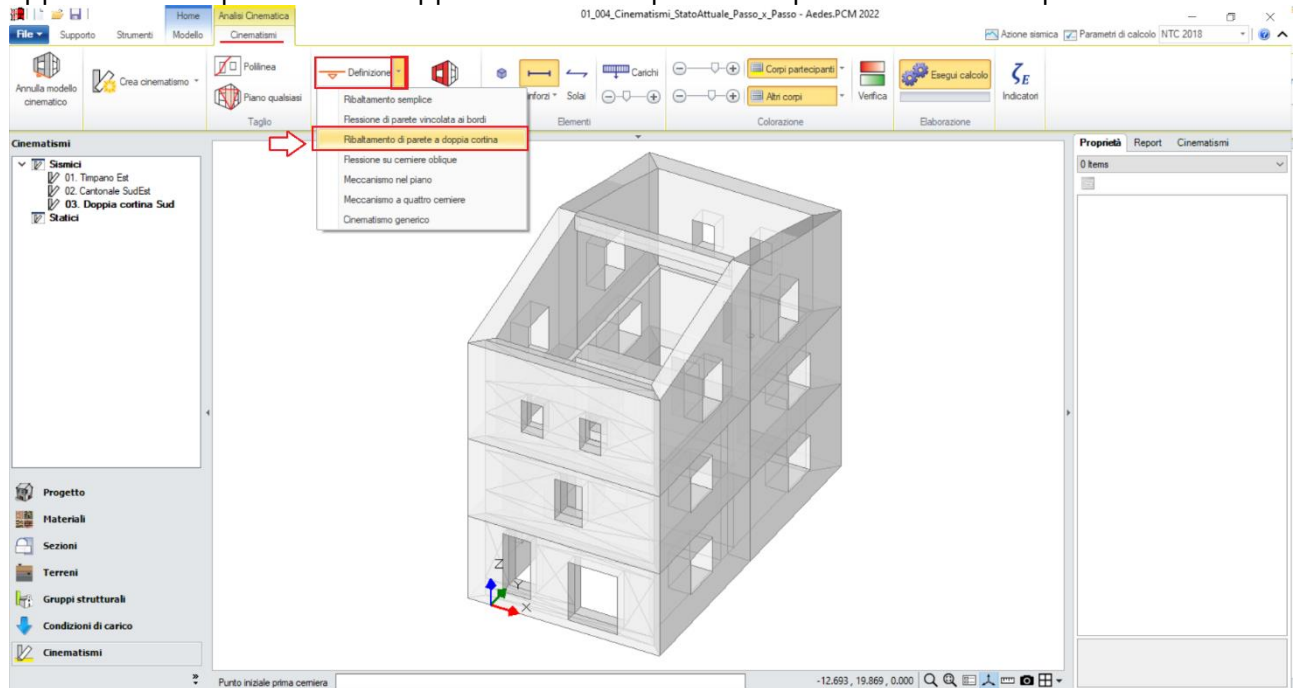 Home
Analisi Cinematica
01_004_Cinematismi_StatoAttuale_Passo_x_Passo - Aedes.PCM 2022
File
Supporto
Strumenti
Modello
Cinematismi
Azione sismica
Parametri di calcolo
NTC 2018
Annulla modello
cinematico
Crea cinematismo
Polilinea
Piano qualsiasi
Taglio
Definizione
Ribaltamento semplice
Flessione di parete vincolata ai bordi
Ribaltamento di parete a doppia cortina
Flessione su cerniere oblique
Meccanismo nel piano
Meccanismo a quattro cerniere
Cinematismo generico
inforzi
Solai
Carichi
Elementi
Corpi partecipanti
Altri corpi
Verifica
Colorazione
Esegui calcolo
Elaborazione
ζE
Indicatori
Cinematismi
Sismici
01. Timpano Est
02. Cantonale SudEst
03. Doppia cortina Sud
Statici
Proprietà
Report
Cinematismi
0 Items
Progetto
Materiali
Sezioni
Terreni
Gruppi strutturali
Condizioni di carico
Cinematismi
Z
Y
X
Punto iniziale prima cerniera
-12.693 , 19.869 , 0.000